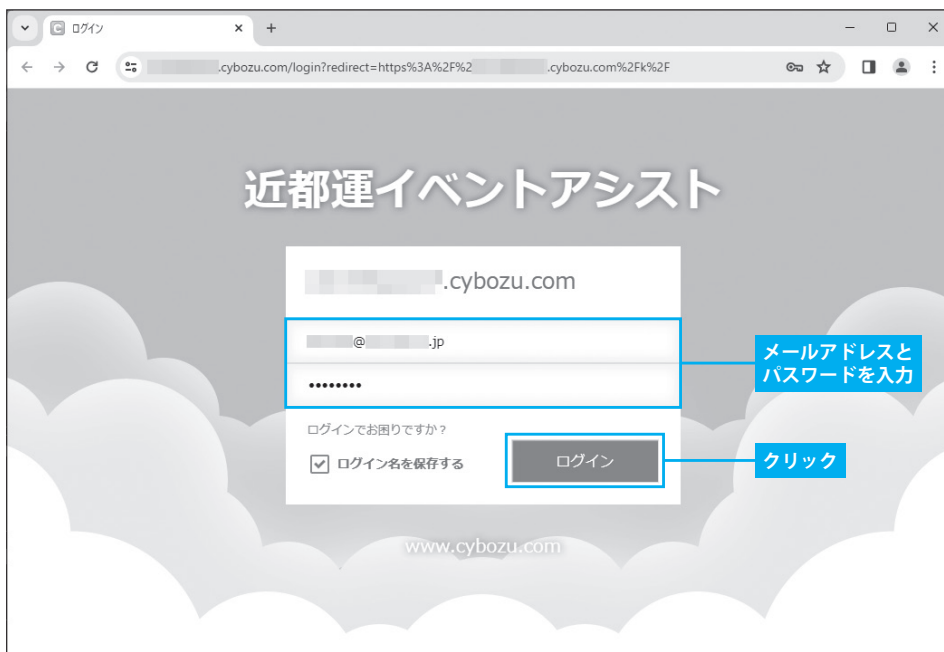 ログイン
.cybozu.com/login?redirect=https%3A%2F%2 .cybozu.com%2Fk%2F
近都運イベントアシスト
.cybozu.com
@ .jp
メールアドレスと
パスワードを入力
••••••••
ログインでお困りですか？
ログイン名を保存する
ログイン
クリック
www.cybozu.com